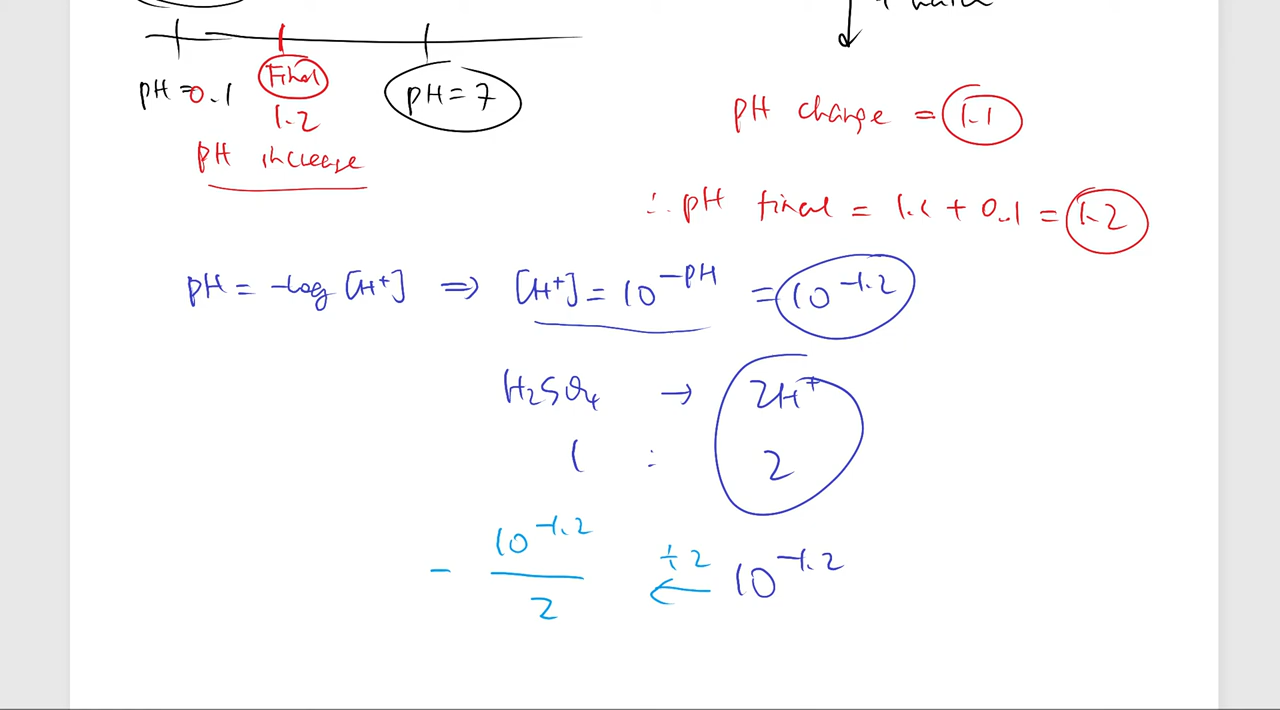 + water
pH = 0.1
Final
1.2
pH = 7
pH increase
pH change = 1.1
∴ pH final = 1.1 + 0.1 = 1.2
pH = -log [H⁺] ⇒ [H⁺] = 10^-pH = 10^-1.2
H₂SO₄ → 2H⁺
1 : 2
- 10^-1.2 / 2 ←÷2 10^-1.2